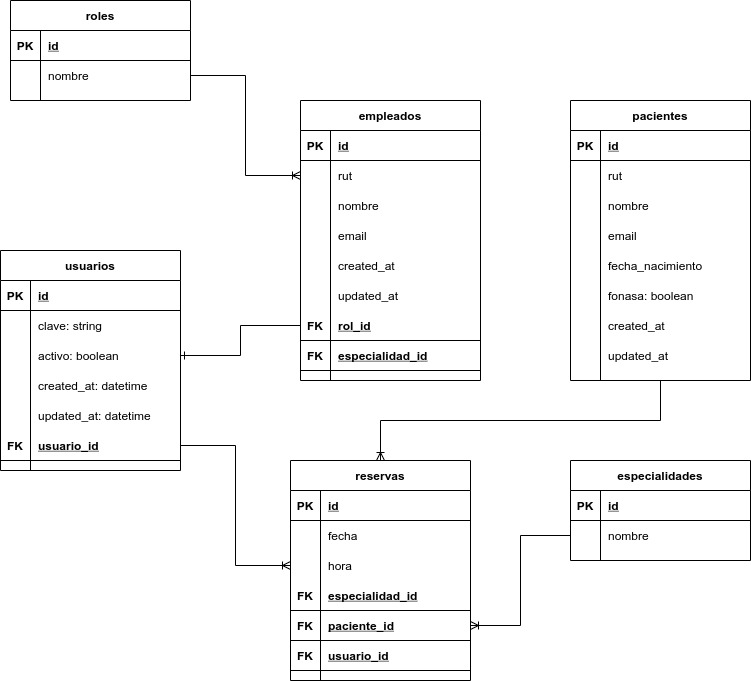 roles
PK id
nombre
empleados
PK id
rut
nombre
email
created_at
updated_at
FK rol_id
FK especialidad_id
pacientes
PK id
rut
nombre
email
fecha_nacimiento
fonasa: boolean
created_at
updated_at
usuarios
PK id
clave: string
activo: boolean
created_at: datetime
updated_at: datetime
FK usuario_id
reservas
PK id
fecha
hora
FK especialidad_id
FK paciente_id
FK usuario_id
especialidades
PK id
nombre